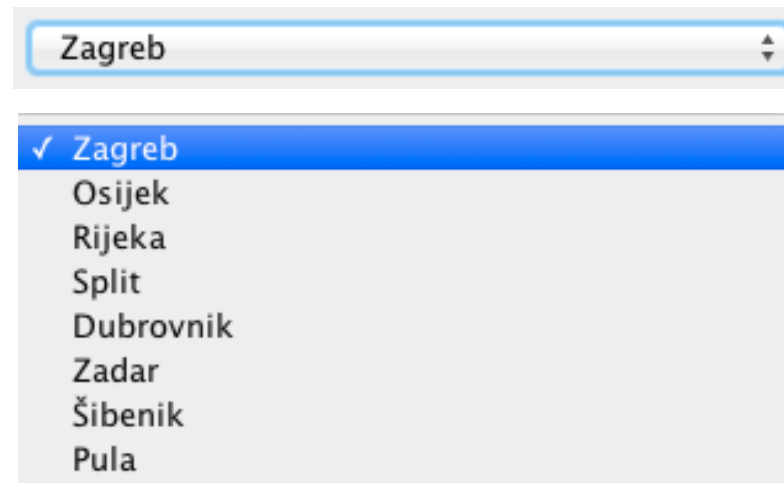 Zagreb
✓ Zagreb
Osijek
Rijeka
Split
Dubrovnik
Zadar
Šibenik
Pula